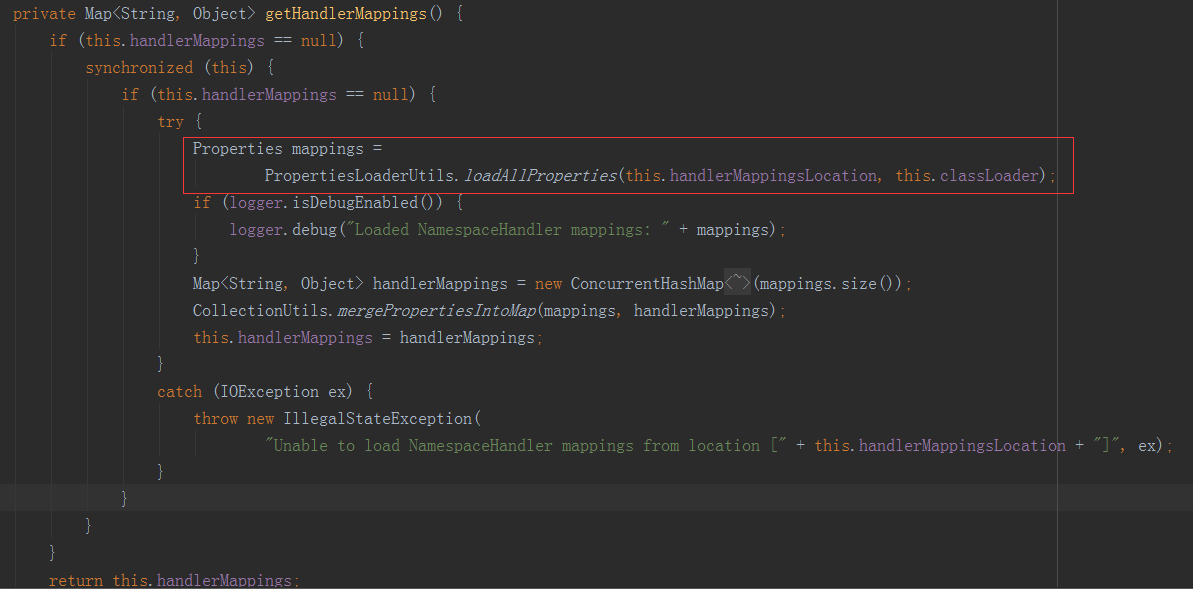 private Map<String, Object> getHandlerMappings() {
    if (this.handlerMappings == null) {
        synchronized (this) {
            if (this.handlerMappings == null) {
                try {
                    Properties mappings =
                            PropertiesLoaderUtils.loadAllProperties(this.handlerMappingsLocation, this.classLoader);
                    if (logger.isDebugEnabled()) {
                        logger.debug("Loaded NamespaceHandler mappings: " + mappings);
                    }
                    Map<String, Object> handlerMappings = new ConcurrentHashMap<~>(mappings.size());
                    CollectionUtils.mergePropertiesIntoMap(mappings, handlerMappings);
                    this.handlerMappings = handlerMappings;
                }
                catch (IOException ex) {
                    throw new IllegalStateException(
                            "Unable to load NamespaceHandler mappings from location [" + this.handlerMappingsLocation + "]", ex);
                }
            }
        }
    }
    return this.handlerMappings;